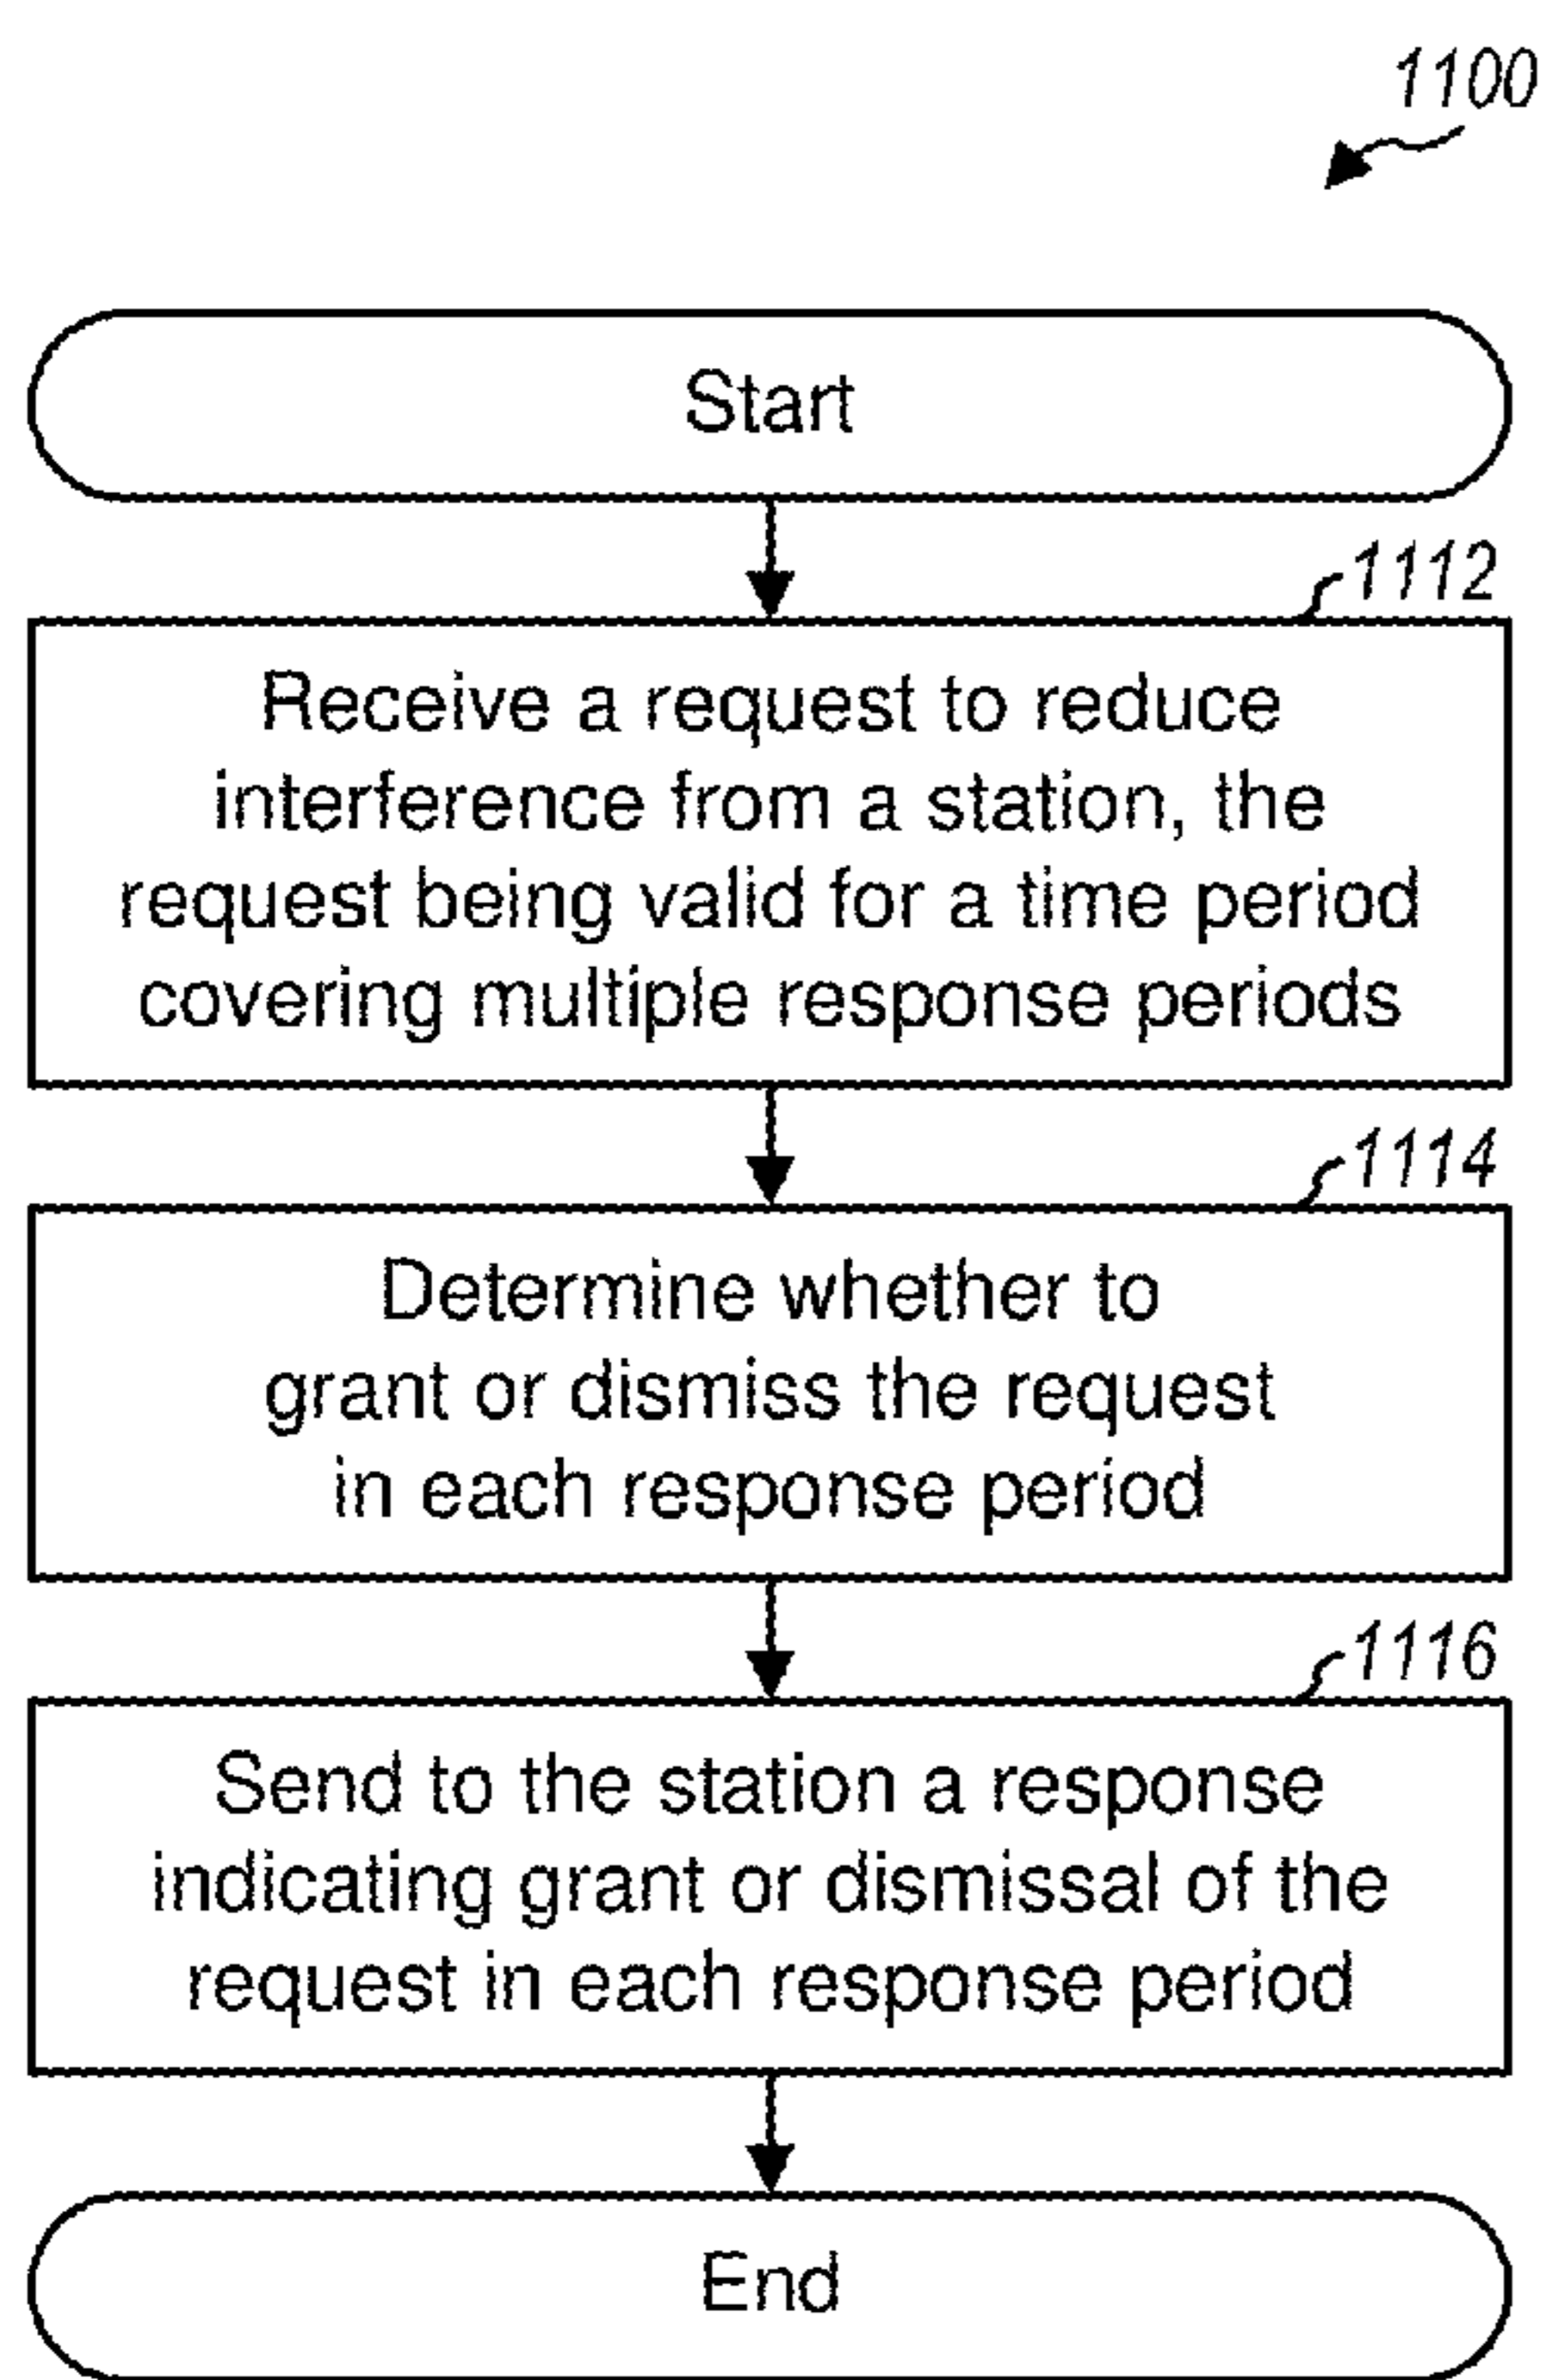 1100
Start
1112
Receive a request to reduce
interference from a station, the
request being valid for a time period
covering multiple response periods
1114
Determine whether to
grant or dismiss the request
in each response period
1116
Send to the station a response
indicating grant or dismissal of the
request in each response period
End